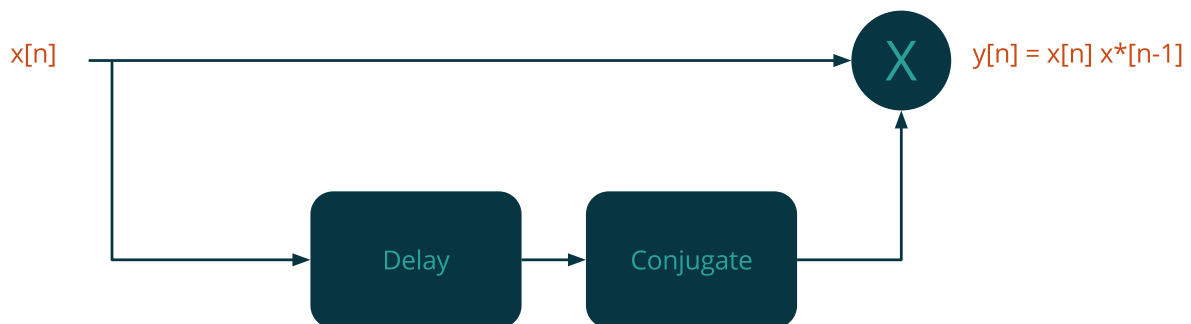 x[n]
X
y[n] = x[n] x*[n-1]
Delay
Conjugate